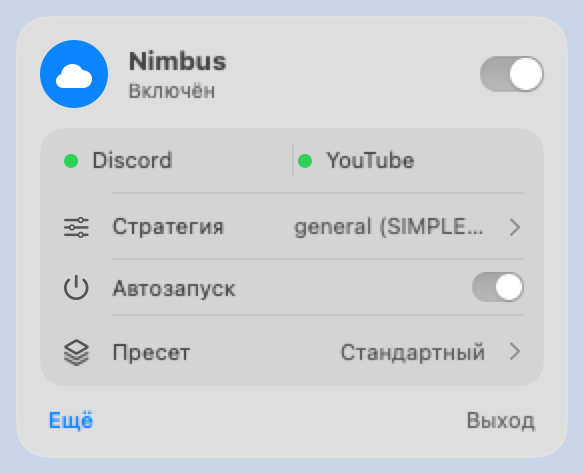 Nimbus
Включён
Discord YouTube
Стратегия general (SIMPLE...
Автозапуск
Пресет Стандартный
Ещё Выход